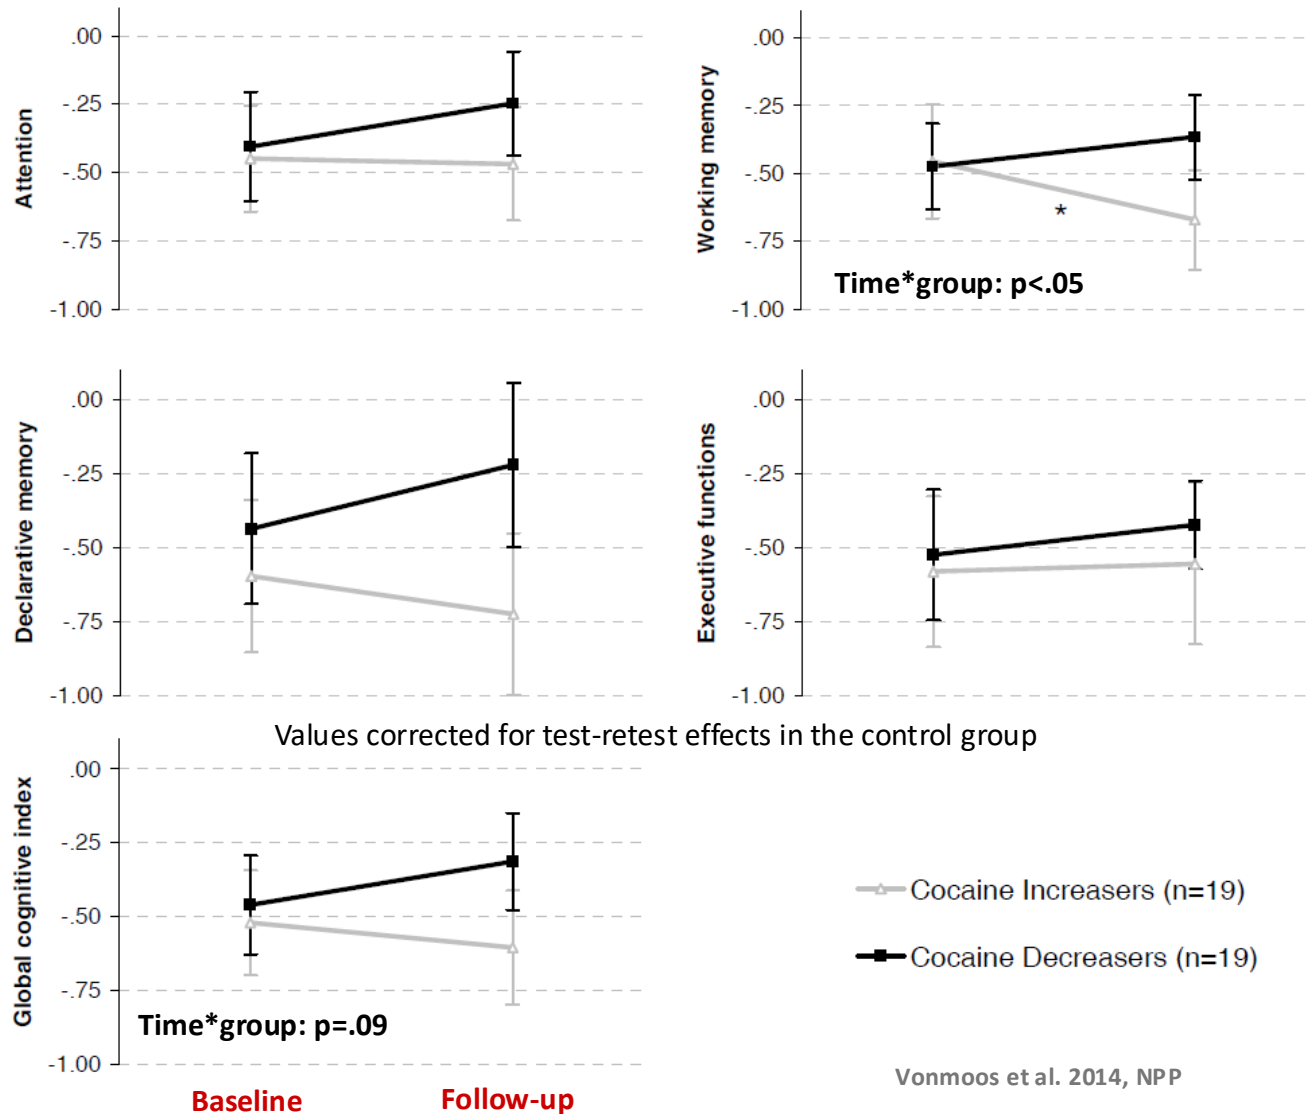 Attention
.00
-.25
-.50
-.75
-1.00
Working memory
.00
-.25
-.50
-.75
-1.00
*
Time*group: p<.05
Declarative memory
.00
-.25
-.50
-.75
-1.00
Executive functions
.00
-.25
-.50
-.75
-1.00
Values corrected for test-retest effects in the control group
Global cognitive index
.00
-.25
-.50
-.75
-1.00
Time*group: p=.09
Baseline
Follow-up
Cocaine Increasers (n=19)
Cocaine Decreasers (n=19)
Vonmoos et al. 2014, NPP